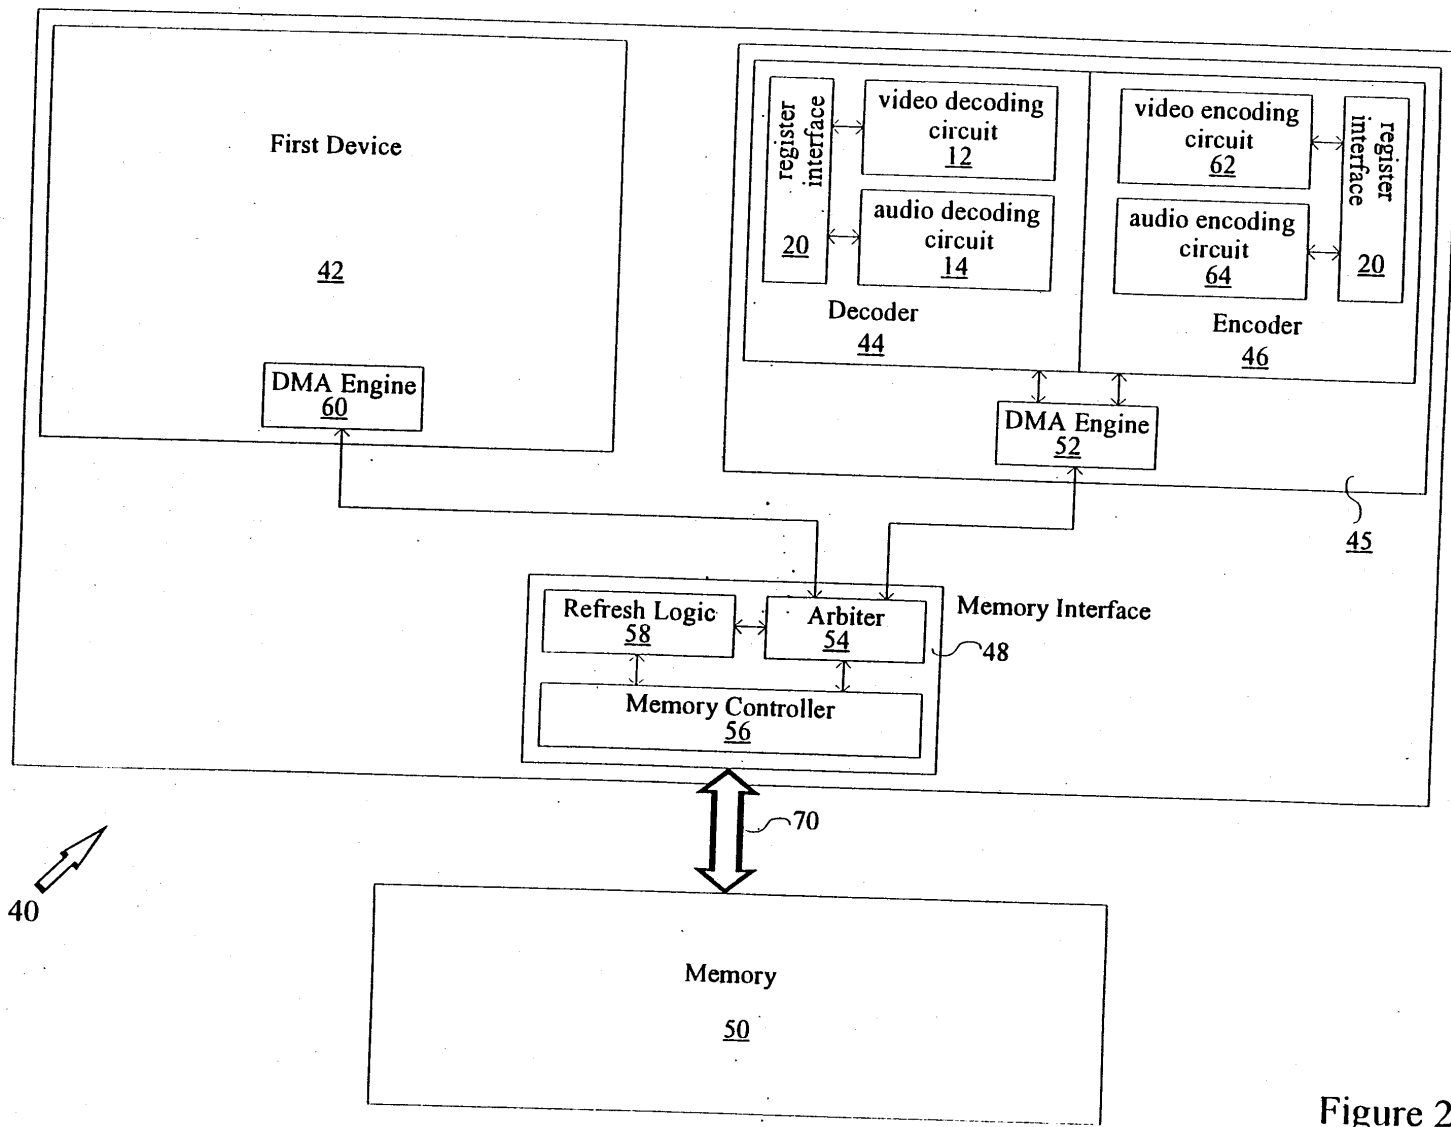 First Device
42
DMA Engine
60
register
interface
20
video decoding
circuit
12
audio decoding
circuit
14
Decoder
44
video encoding
circuit
62
audio encoding
circuit
64
register
interface
20
Encoder
46
DMA Engine
52
45
Refresh Logic
58
Arbiter
54
Memory Interface
48
Memory Controller
56
70
40
Memory
50
Figure 2